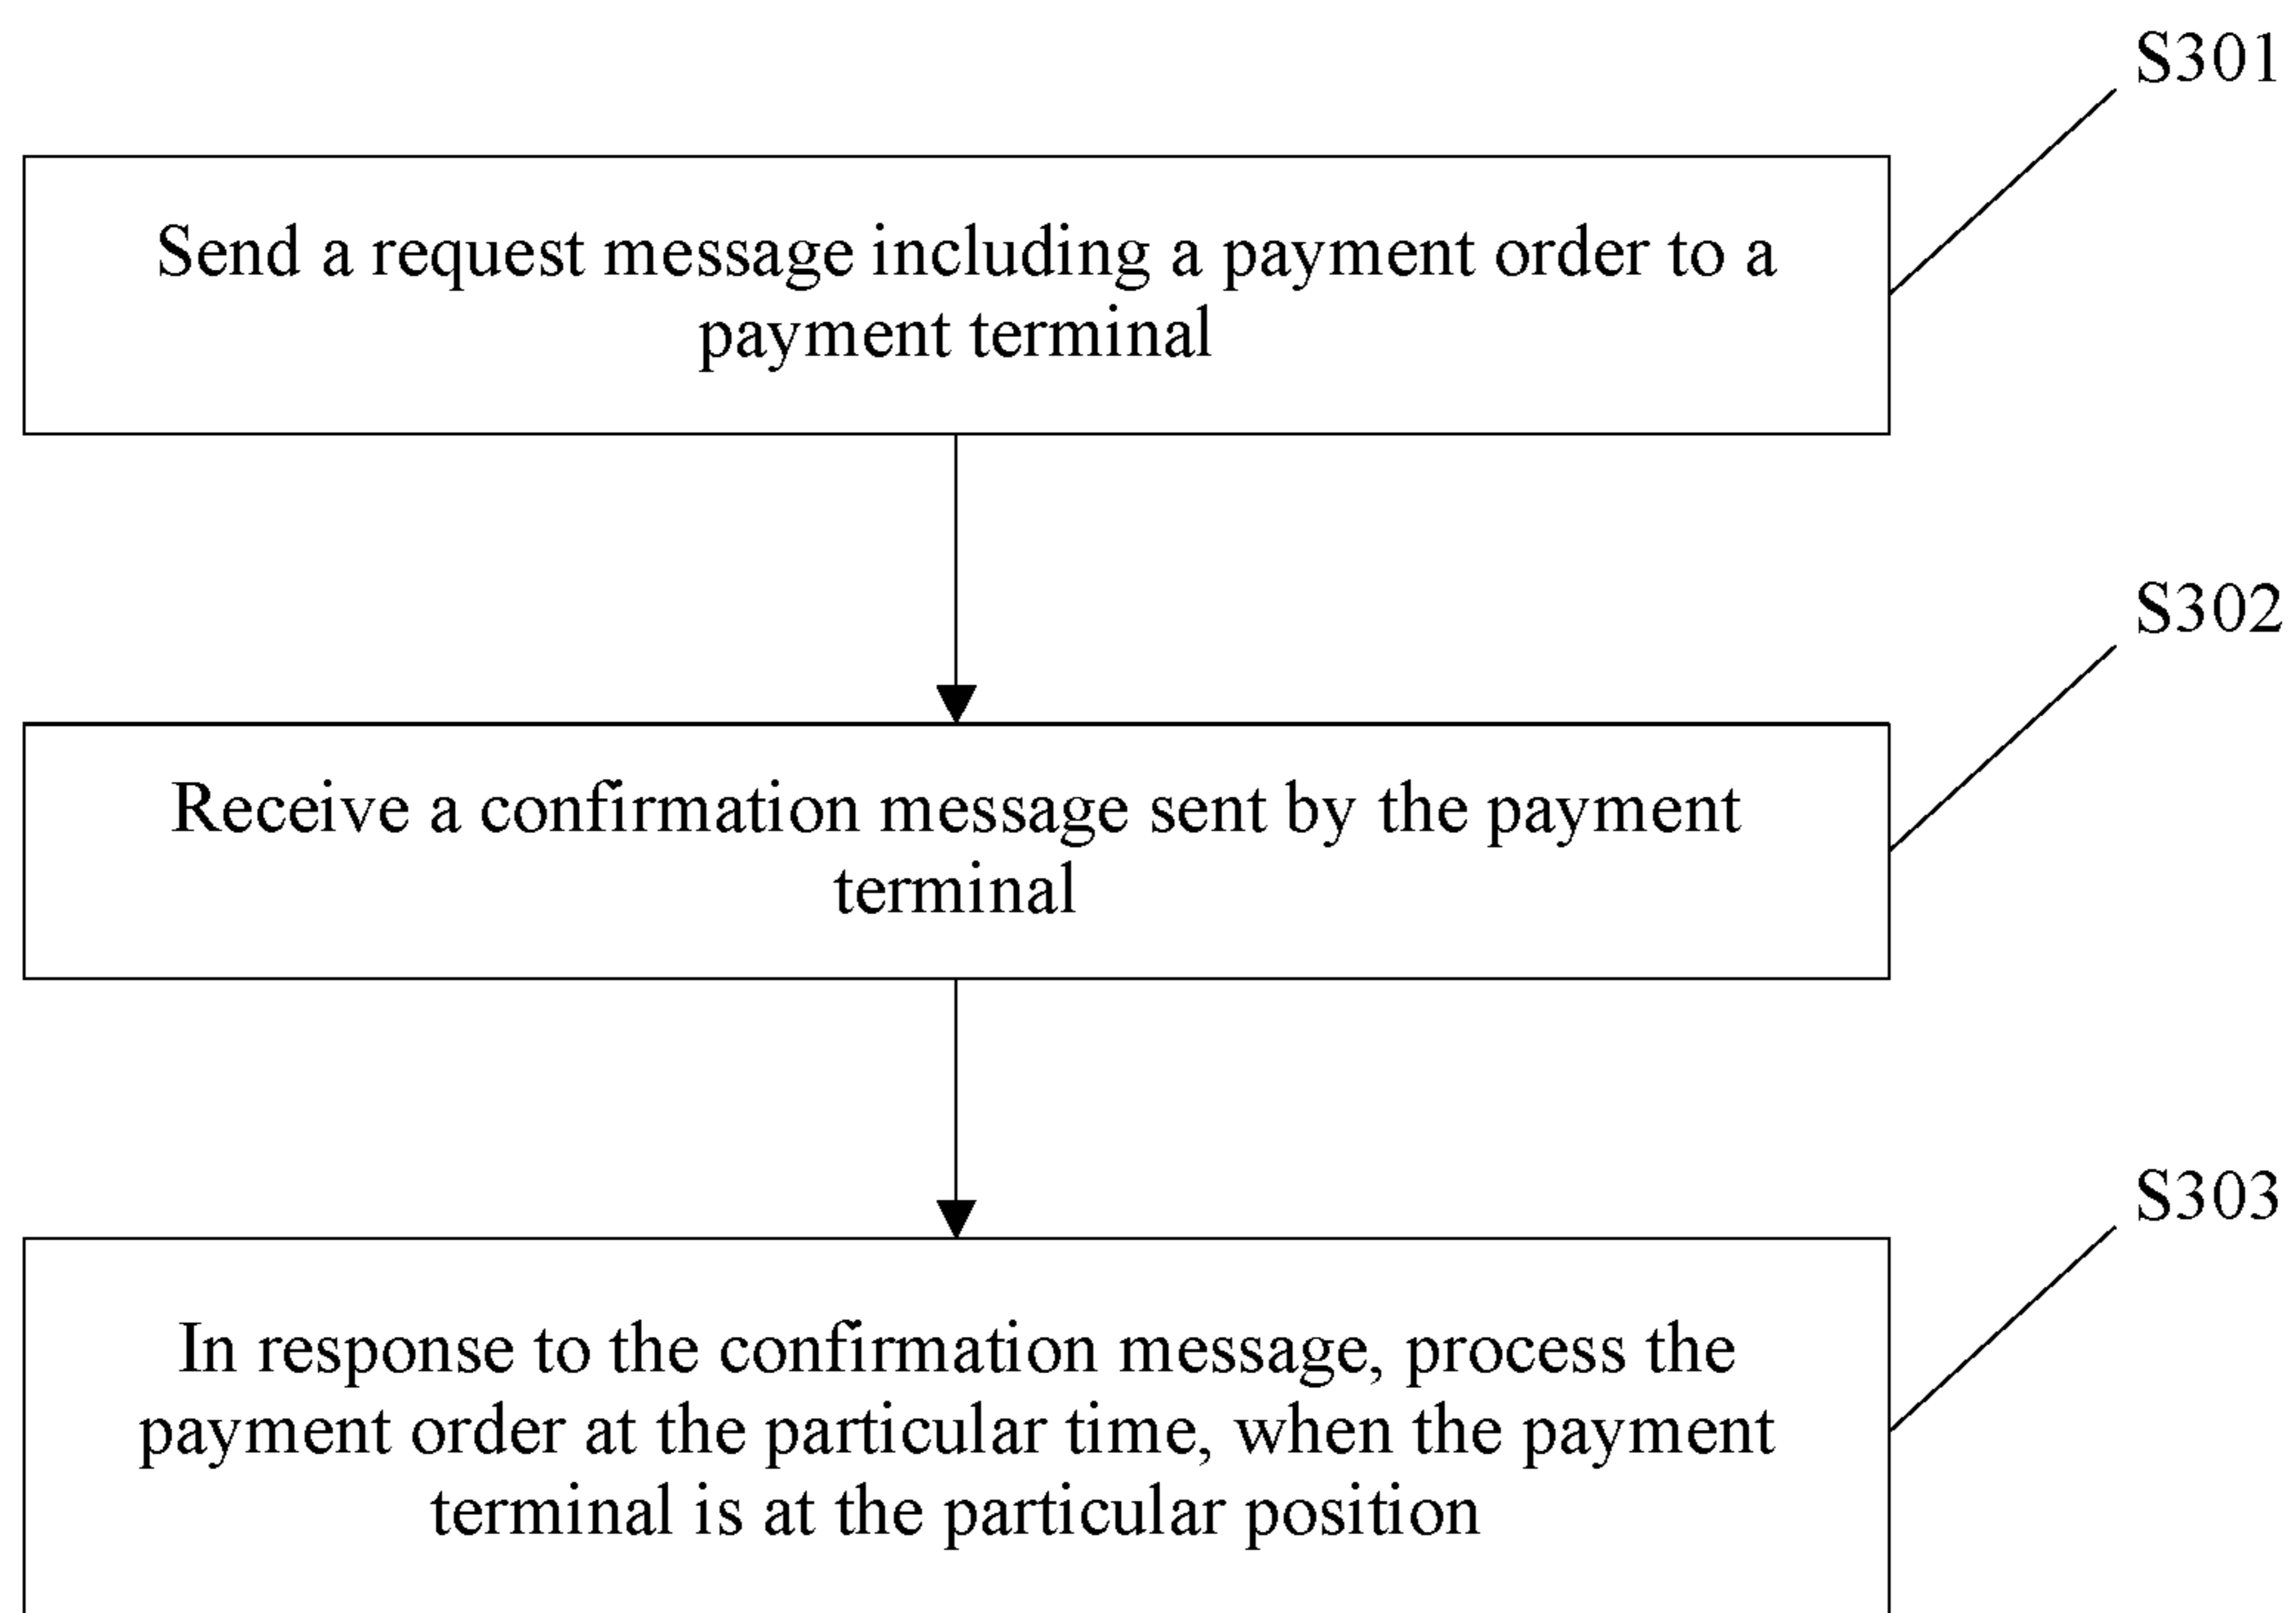 S301
Send a request message including a payment order to a
payment terminal
S302
Receive a confirmation message sent by the payment
terminal
S303
In response to the confirmation message, process the
payment order at the particular time, when the payment
terminal is at the particular position